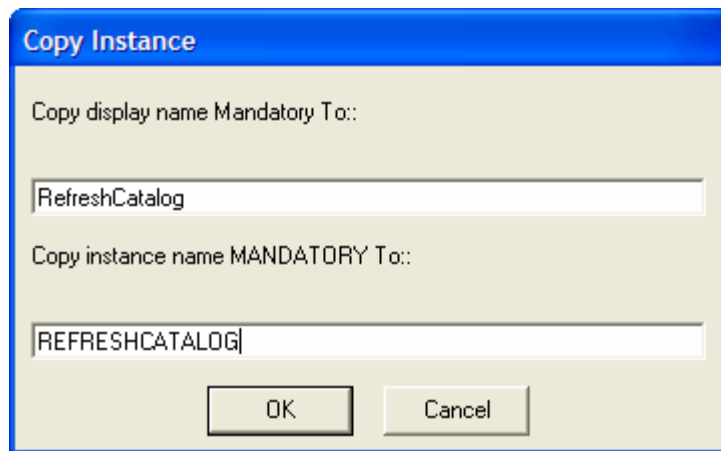 Copy Instance
Copy display name Mandatory To::
RefreshCatalog
Copy instance name MANDATORY To::
REFRESHCATALOG
OK Cancel